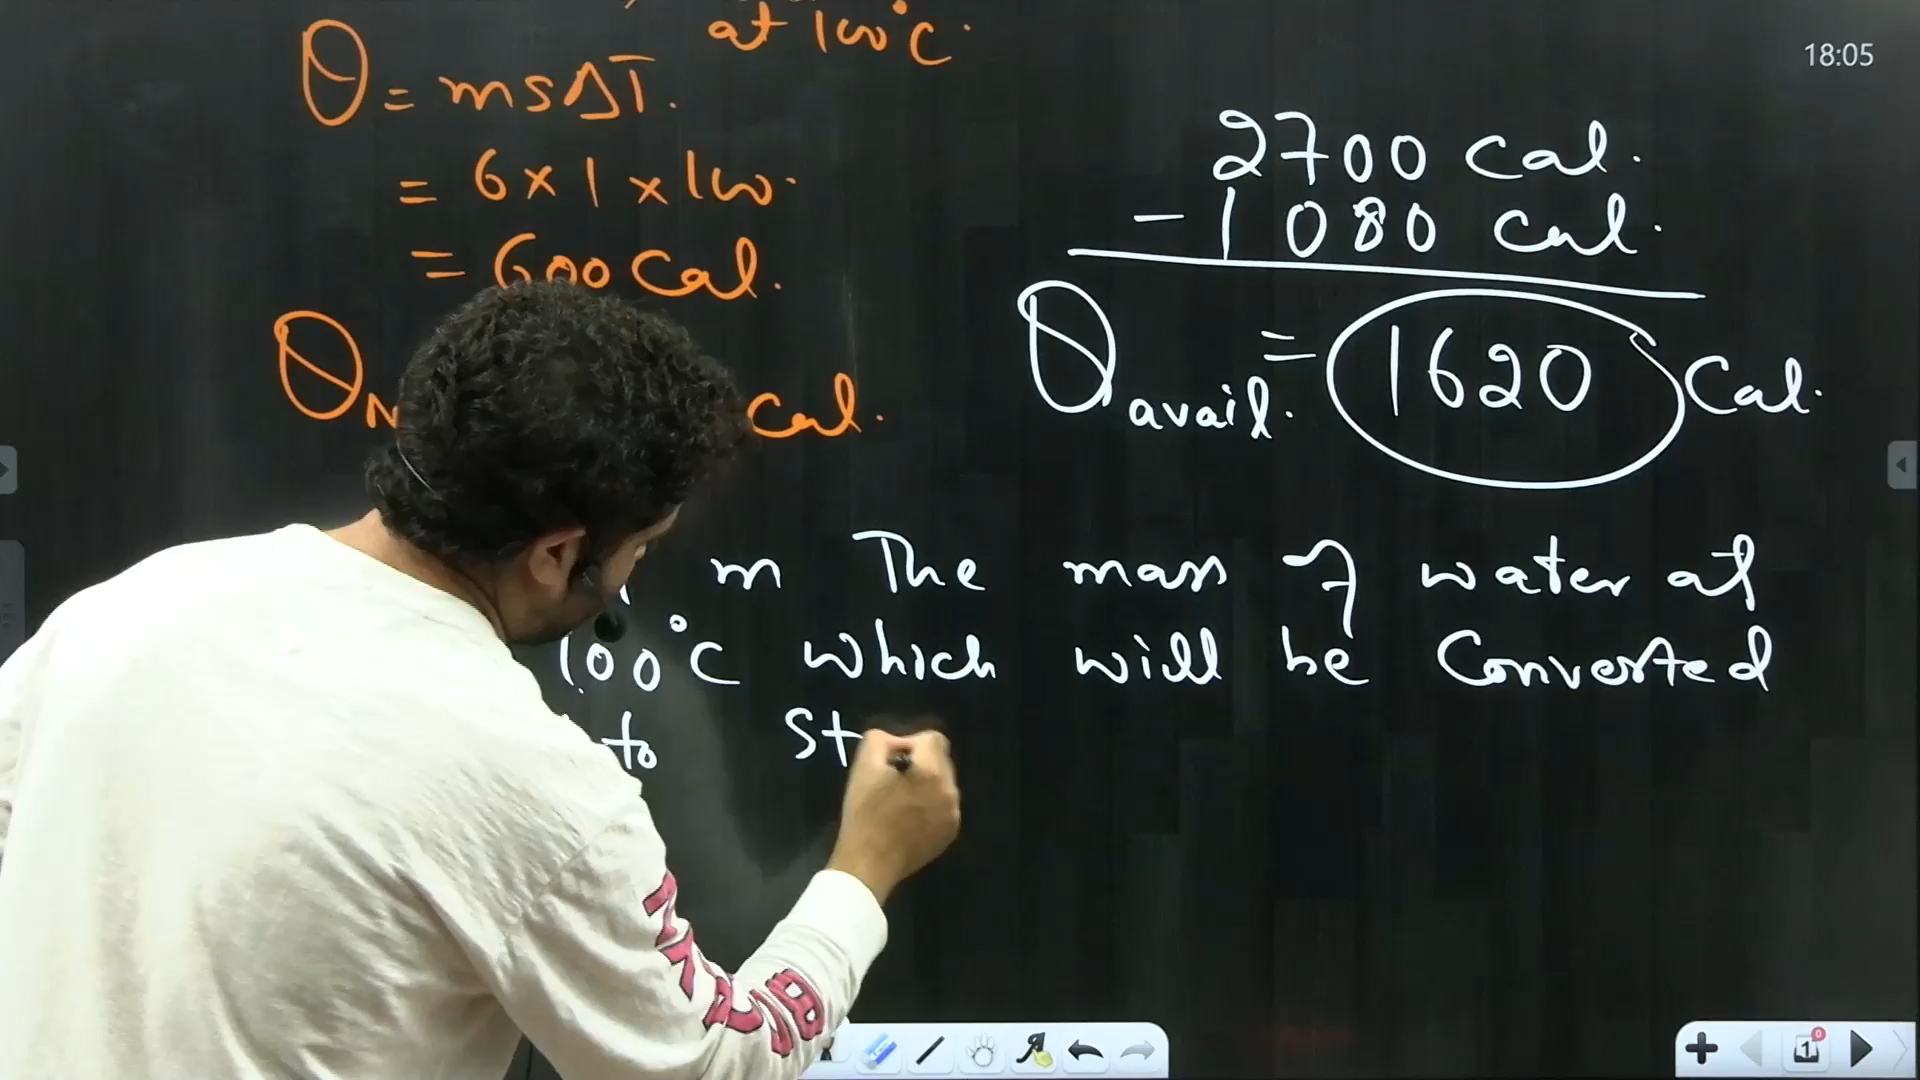 at 100°C.
Q = msΔT.
= 6 × 1 × 100.
= 600 Cal.
Cal.
18:05
2700 Cal.
- 1080 Cal.
Qavail. = 1620 Cal.
m The mass of water at
100°C which will be Converted
to St